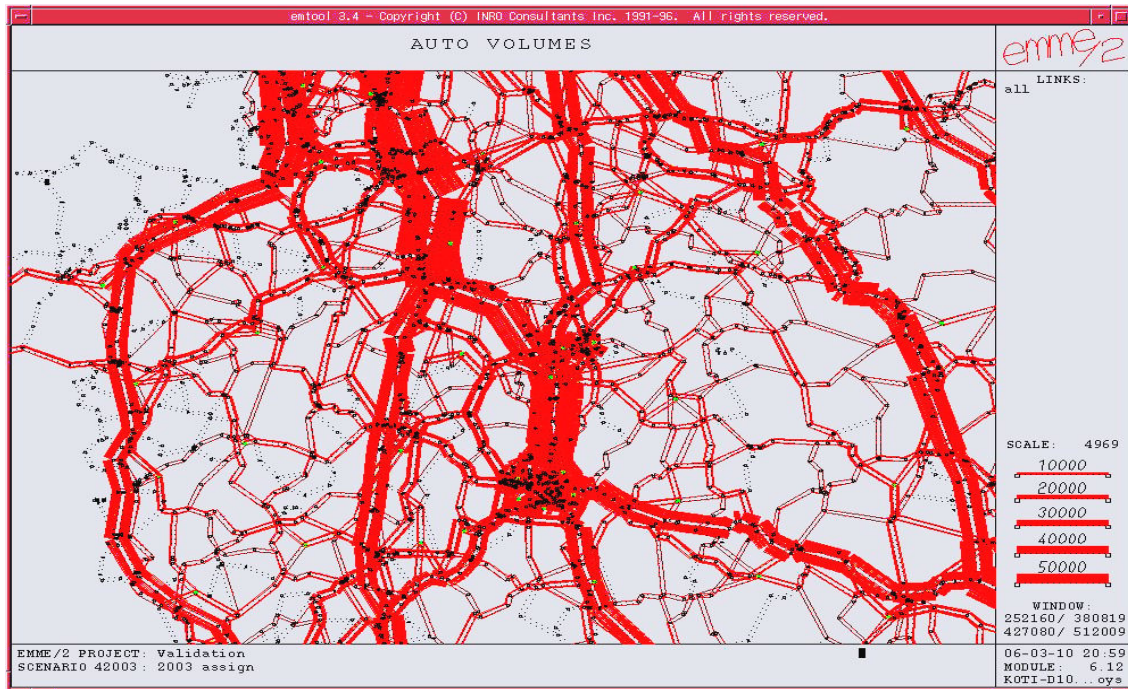 emtool 3.4 - Copyright (C) INRO Consultants Inc. 1991-96. All rights reserved.
AUTO VOLUMES
emme/2
LINKS:
all
SCALE: 4969
10000
20000
30000
40000
50000
WINDOW:
252160/ 380819
427080/ 512009
EMME/2 PROJECT: Validation
SCENARIO 42003: 2003 assign
06-03-10 20:59
MODULE: 6.12
KOTI-D10...oys